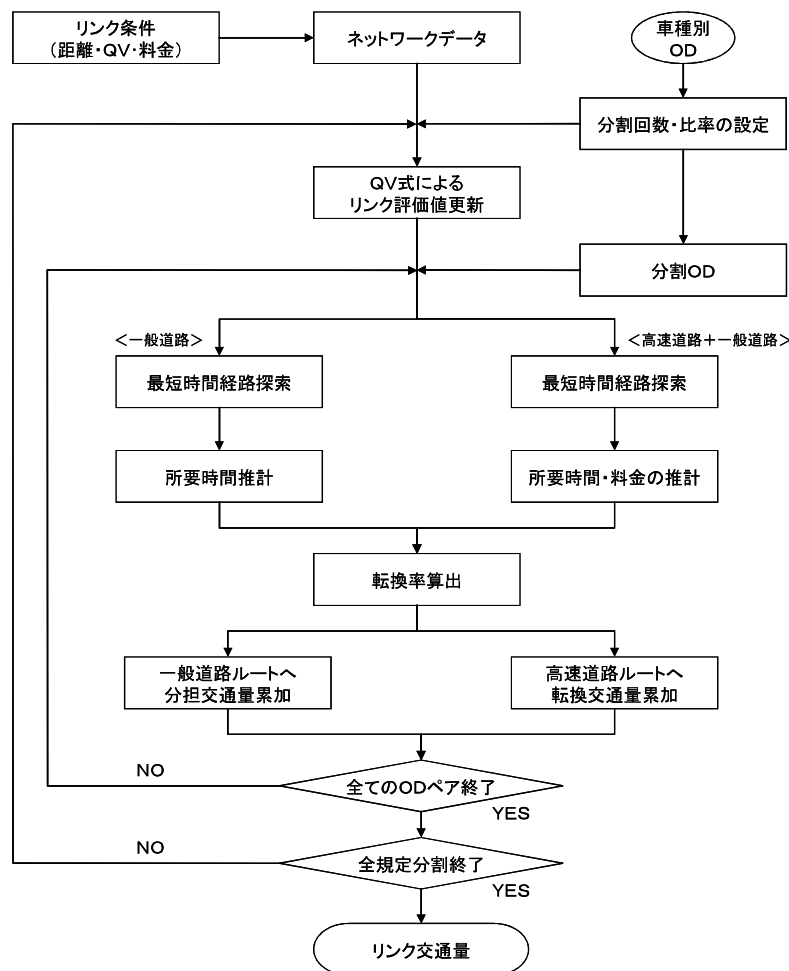 リンク条件
（距離・QV・料金）
ネットワークデータ
車種別
OD
分割回数・比率の設定
QV式による
リンク評価値更新
分割OD
＜一般道路＞
＜高速道路＋一般道路＞
最短時間経路探索
最短時間経路探索
所要時間推計
所要時間・料金の推計
転換率算出
一般道路ルートへ
分担交通量累加
高速道路ルートへ
転換交通量累加
全てのODペア終了
NO
YES
全規定分割終了
NO
YES
リンク交通量